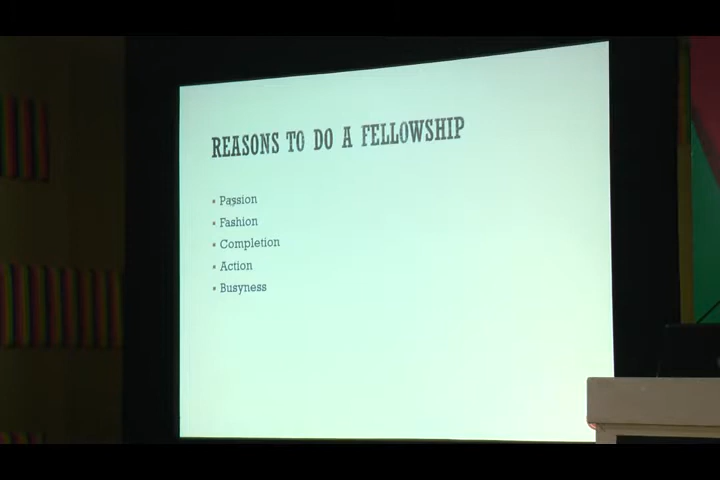 REASONS TO DO A FELLOWSHIP
▪ Passion
▪ Fashion
▪ Completion
▪ Action
▪ Busyness